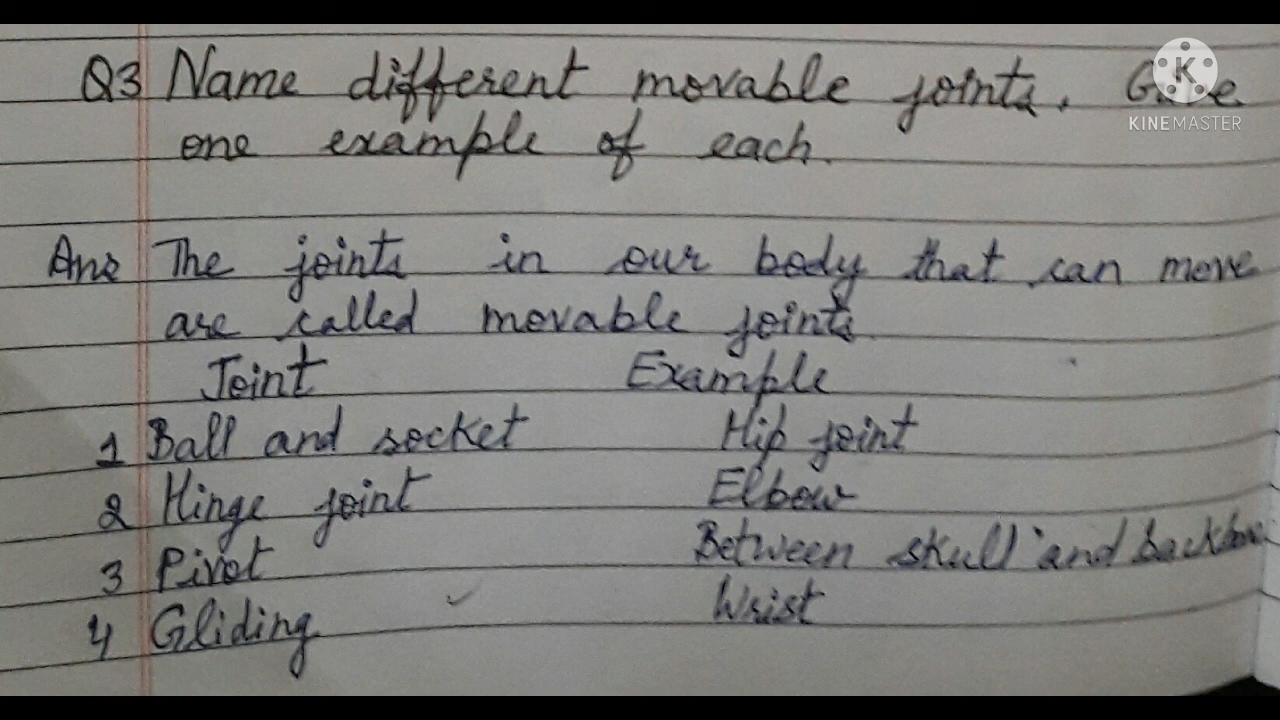 Q3 Name different movable joints. Give
one example of each.
Ans The joints in our body that can move
are called movable joints
Joint Example
1 Ball and socket Hip joint
2 Hinge joint Elbow
3 Pivot Between skull and backbone
4 Gliding Wrist
K
KINEMASTER